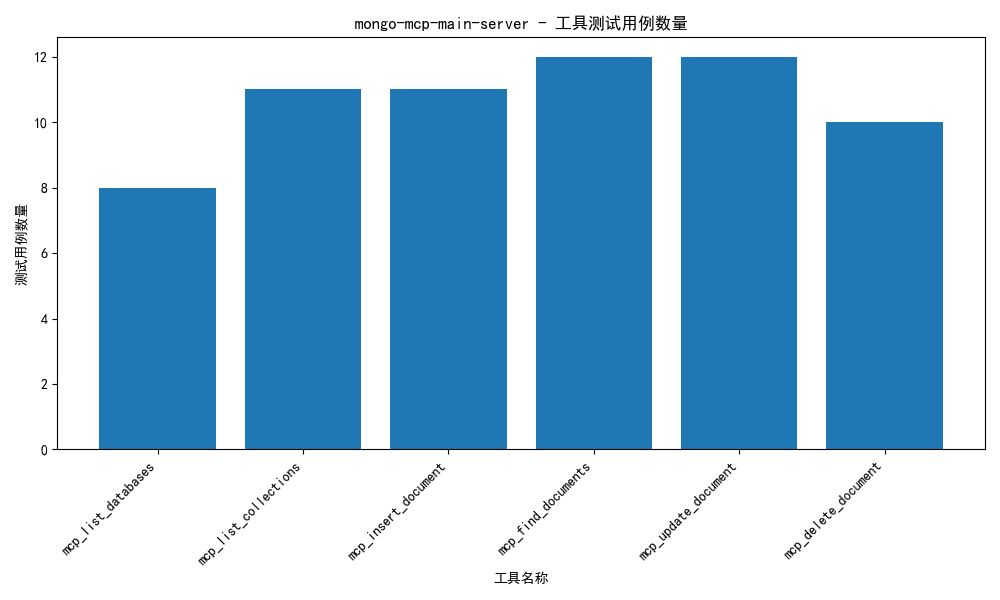 mongo-mcp-main-server - 工具测试用例数量
测试用例数量
12
10
8
6
4
2
0
mcp_list_databases
mcp_list_collections
mcp_insert_document
mcp_find_documents
mcp_update_document
mcp_delete_document
工具名称